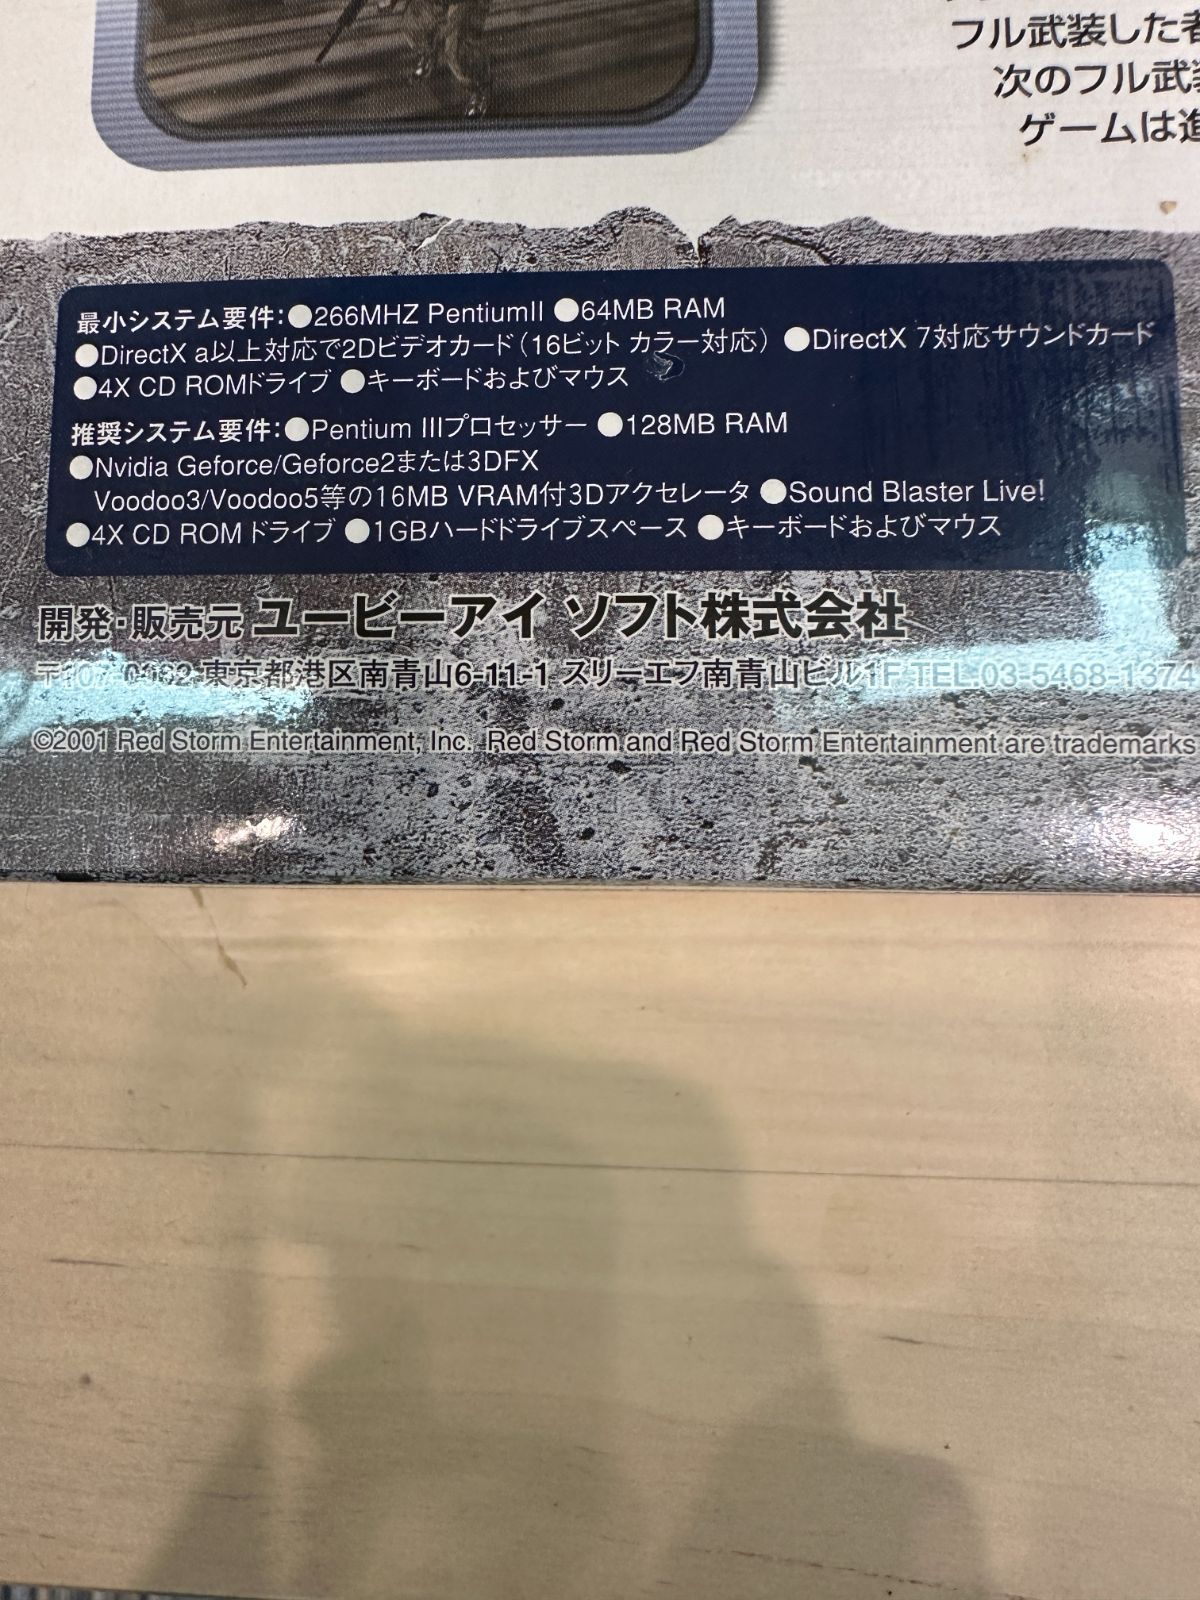 フル武装した者
次のフル武装
ゲームは進
最小システム要件:●266MHZ PentiumII ●64MB RAM
●DirectX a以上対応で2Dビデオカード(16ビット カラー対応) ●DirectX 7対応サウンドカード
●4X CD ROMドライブ ●キーボードおよびマウス
推奨システム要件:●Pentium IIIプロセッサー ●128MB RAM
●Nvidia Geforce/Geforce2または3DFX
Voodoo3/Voodoo5等の16MB VRAM付3Dアクセレータ ●Sound Blaster Live!
●4X CD ROM ドライブ ●1GBハードドライブスペース ●キーボードおよびマウス
開発・販売元 ユービーアイ ソフト株式会社
〒107-0062 東京都港区南青山6-11-1 スリーエフ南青山ビル1F TEL.03-5468-1374
©2001 Red Storm Entertainment, Inc. Red Storm and Red Storm Entertainment are trademarks